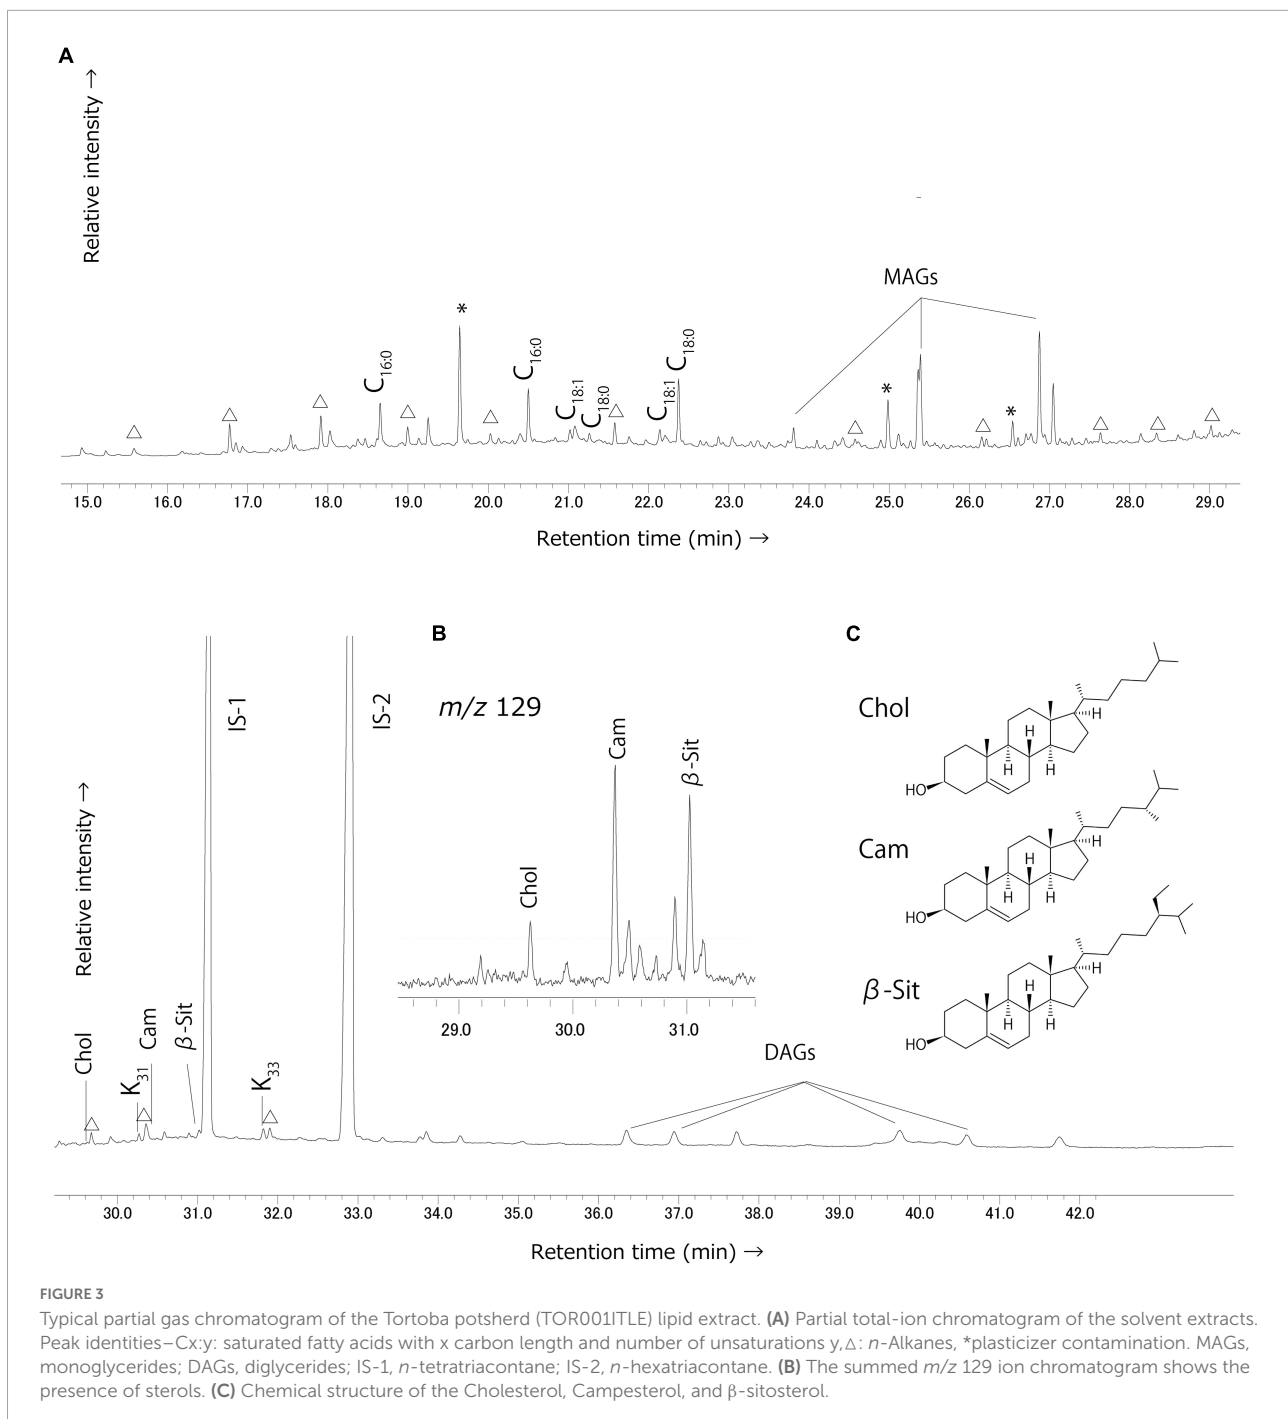 A
Relative intensity →
MAGs
*
C16:0
C16:0
C18:1
C18:0
C18:1
C18:0
*
*
15.0 16.0 17.0 18.0 19.0 20.0 21.0 22.0 23.0 24.0 25.0 26.0 27.0 28.0 29.0
Retention time (min) →
B
m/z 129
Chol
Cam
β-Sit
29.0 30.0 31.0
C
Chol
H
H
H
H
HO
Cam
H
H
H
H
HO
β-Sit
H
H
H
H
HO
Relative intensity →
IS-1
IS-2
Chol
K31
Cam
β-Sit
K33
DAGs
30.0 31.0 32.0 33.0 34.0 35.0 36.0 37.0 38.0 39.0 40.0 41.0 42.0
Retention time (min) →
FIGURE 3
Typical partial gas chromatogram of the Tortoba potsherd (TOR001ITLE) lipid extract. (A) Partial total-ion chromatogram of the solvent extracts.
Peak identities–Cx:y: saturated fatty acids with x carbon length and number of unsaturations y,△: n-Alkanes, *plasticizer contamination. MAGs,
monoglycerides; DAGs, diglycerides; IS-1, n-tetratriacontane; IS-2, n-hexatriacontane. (B) The summed m/z 129 ion chromatogram shows the
presence of sterols. (C) Chemical structure of the Cholesterol, Campesterol, and β-sitosterol.